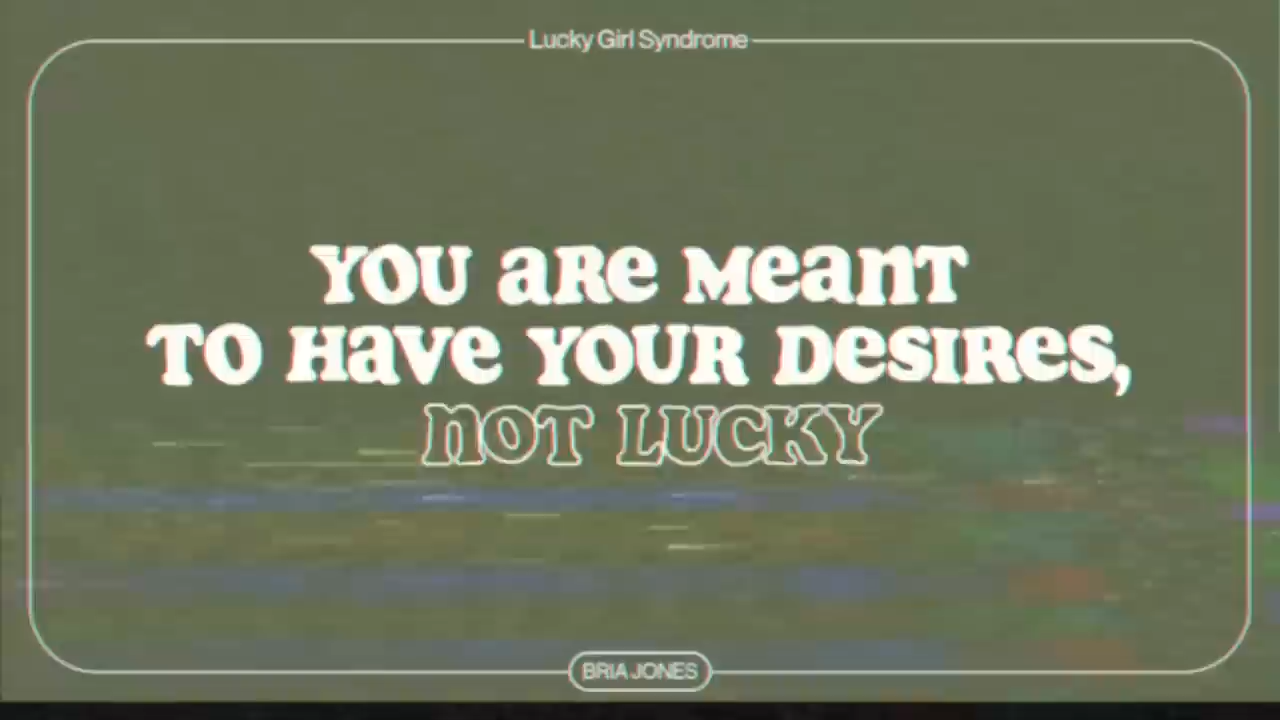 Lucky Girl Syndrome
YOU aRe MeanT
TO Have YOUR DesIRes,
nOT LUCKY
BRIA JONES